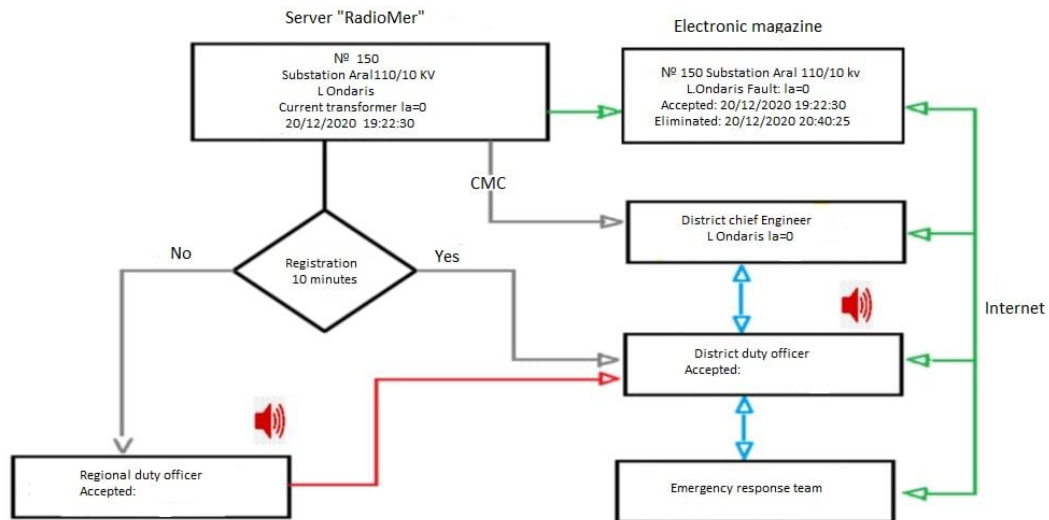 Server "RadioMer"
№ 150
Substation Aral110/10 KV
L Ondaris
Current transformer Ia=0
20/12/2020 19:22:30
Electronic magazine
№ 150 Substation Aral 110/10 kv
L.Ondaris Fault: Ia=0
Accepted: 20/12/2020 19:22:30
Eliminated: 20/12/2020 20:40:25
CMC
District chief Engineer
L Ondaris Ia=0
No
Registration
10 minutes
Yes
Internet
District duty officer
Accepted:
Regional duty officer
Accepted:
Emergency response team